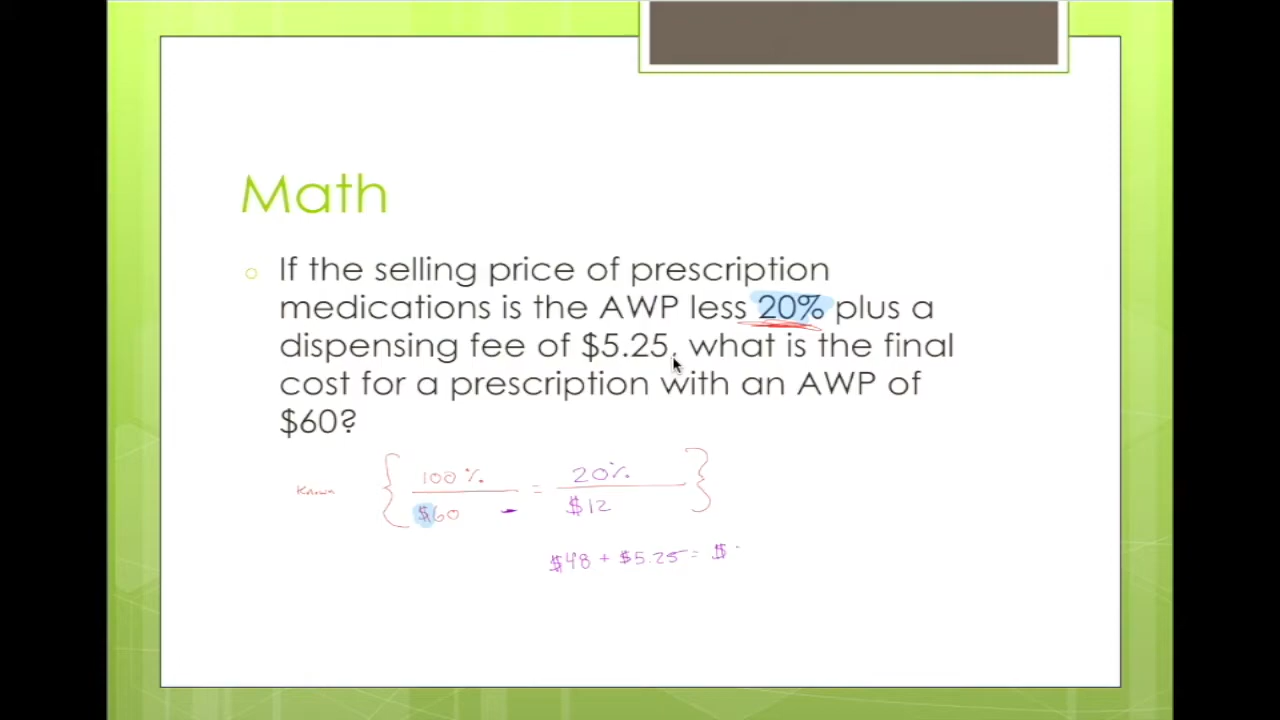 Math
If the selling price of prescription
medications is the AWP less 20% plus a
dispensing fee of $5.25, what is the final
cost for a prescription with an AWP of
$60?
Known { 100% = 20% }
$60 - $12
$48 + $5.25 = $